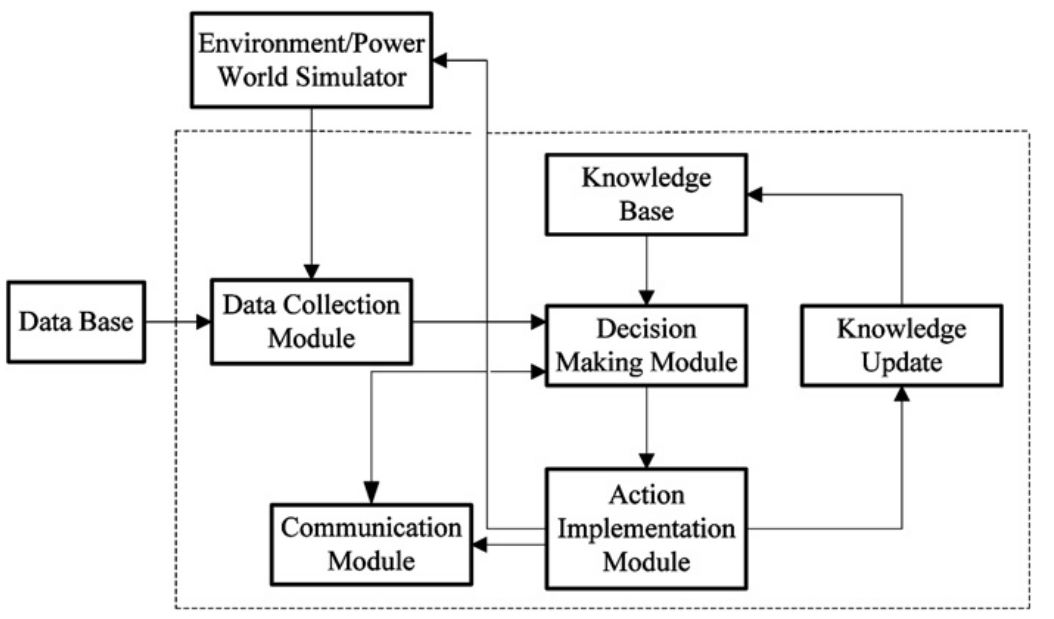 Environment/Power
World Simulator
Knowledge
Base
Data Base
Data Collection
Module
Decision
Making Module
Knowledge
Update
Communication
Module
Action
Implementation
Module